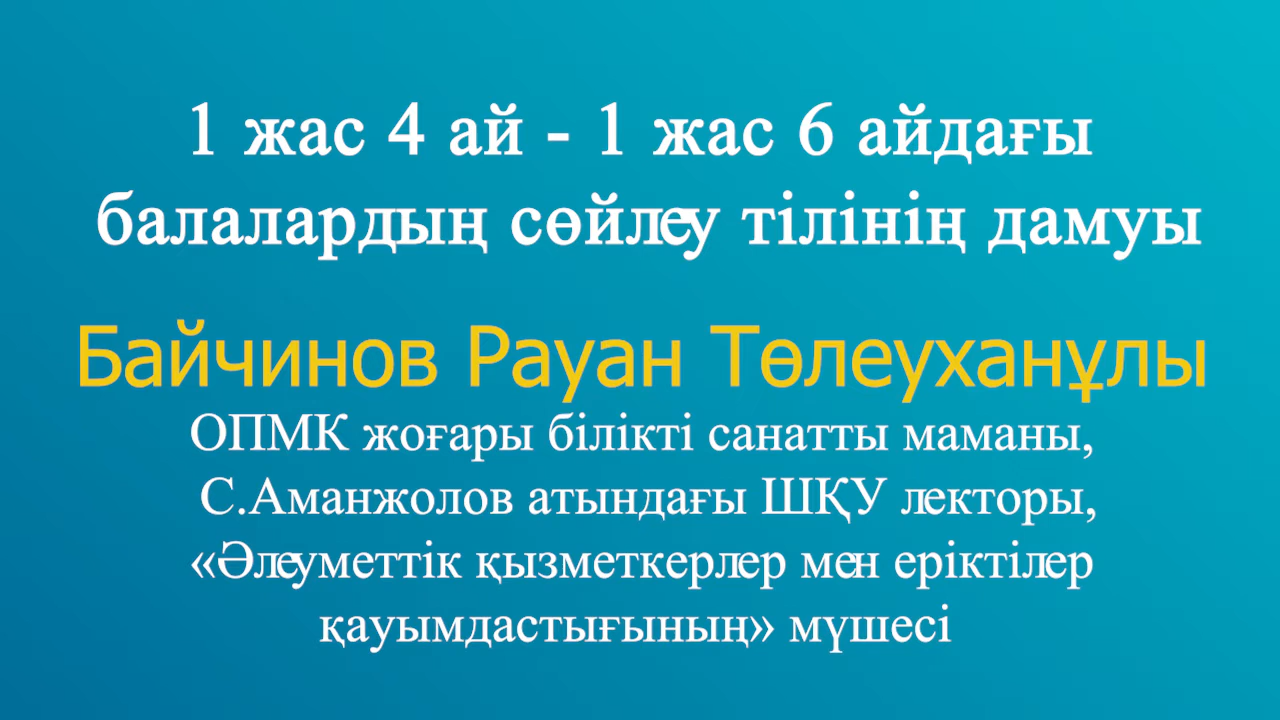 1 жас 4 ай - 1 жас 6 айдағы
балалардың сөйлеу тілінің дамуы
Байчинов Рауан Төлеуханұлы
ОПМК жоғары білікті санатты маманы,
С.Аманжолов атындағы ШҚУ лекторы,
«Әлеуметтік қызметкерлер мен еріктілер
қауымдастығының» мүшесі